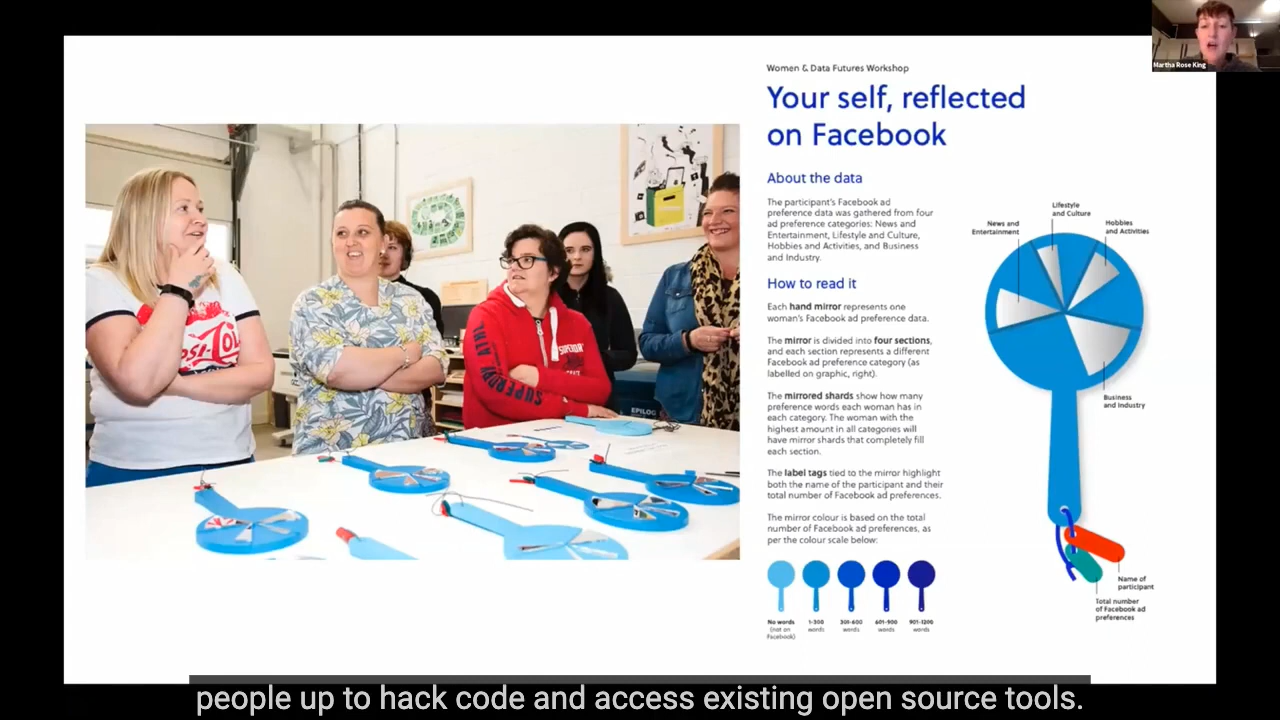 Martha Rose King
Women & Data Futures Workshop
Your self, reflected
on Facebook
About the data
The participant's Facebook ad
preference data was gathered from four
ad preference categories: News and
Entertainment, Lifestyle and Culture,
Hobbies and Activities, and Business
and Industry.
How to read it
Each hand mirror represents one
woman's Facebook ad preference data.
The mirror is divided into four sections,
and each section represents a different
Facebook ad preference category (as
labelled on graphic, right).
The mirrored shards show how many
preference words each woman has in
each category. The woman with the
highest amount in all categories will
have mirror shards that completely fill
each section.
The label tags tied to the mirror highlight
both the name of the participant and their
total number of Facebook ad preferences.
The mirror colour is based on the total
number of Facebook ad preferences, as
per the colour scale below:
No words
(not on
Facebook)
1-300
words
301-600
words
601-900
words
901-1200
words
News and
Entertainment
Lifestyle
and Culture
Hobbies
and Activities
Business
and Industry
Name of
participant
Total number
of Facebook ad
preferences
SUPERDRY ATHL
SUPERIOR
EPILOG
people up to hack code and access existing open source tools.